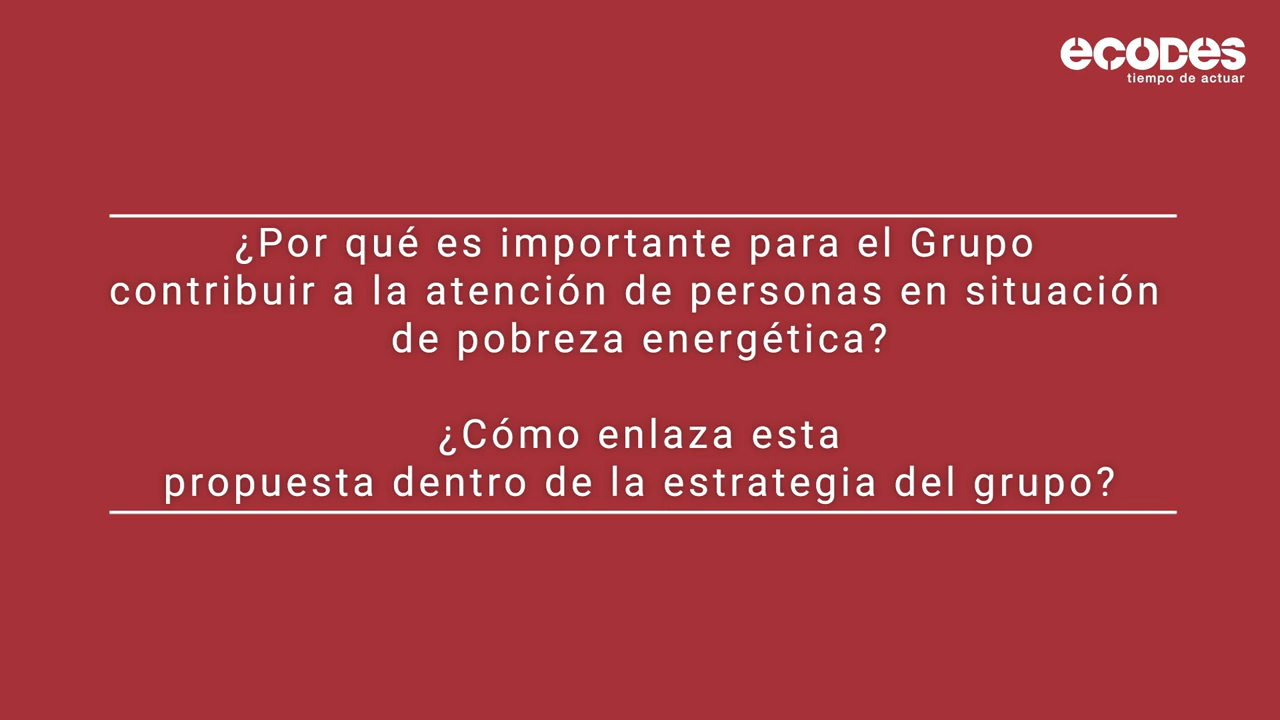 ecodes
tiempo de actuar
¿Por qué es importante para el Grupo
contribuir a la atención de personas en situación
de pobreza energética?
¿Cómo enlaza esta
propuesta dentro de la estrategia del grupo?